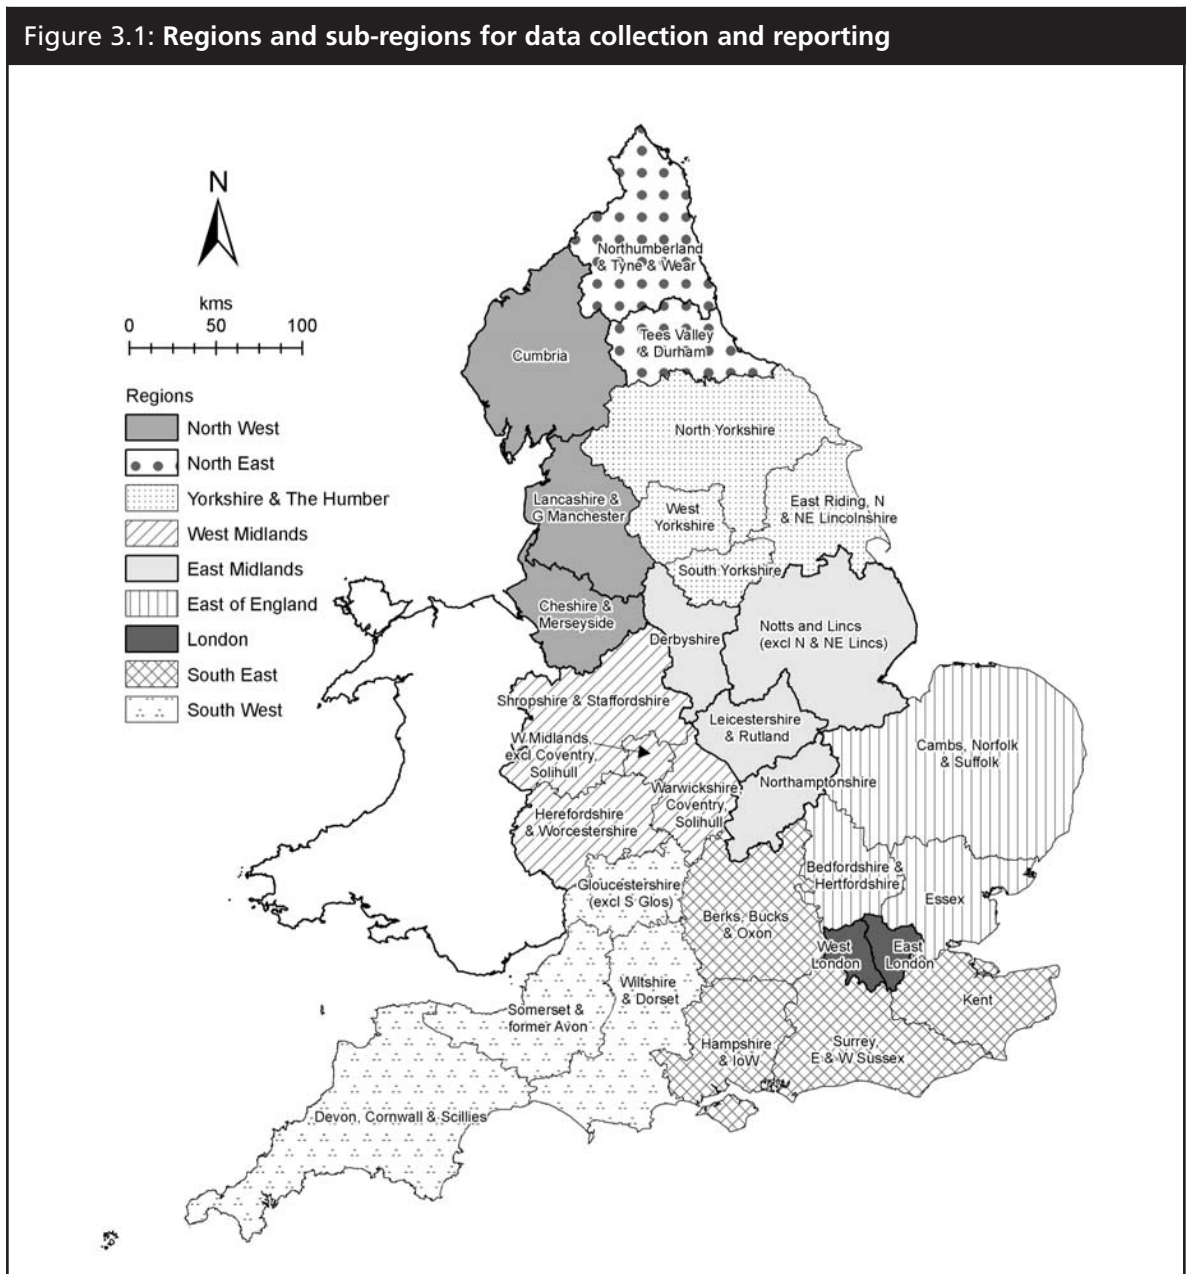 Figure 3.1: Regions and sub-regions for data collection and reporting
N
kms
0 50 100
Regions
North West
North East
Yorkshire & The Humber
West Midlands
East Midlands
East of England
London
South East
South West
Northumberland
& Tyne & Wear
Tees Valley
& Durham
Cumbria
North Yorkshire
Lancashire &
G Manchester
West
Yorkshire
East Riding, N
& NE Lincolnshire
South Yorkshire
Cheshire &
Merseyside
Derbyshire
Notts and Lincs
(excl N & NE Lincs)
Shropshire & Staffordshire
Leicestershire
& Rutland
W Midlands,
excl Coventry,
Solihull
Cambs, Norfolk
& Suffolk
Northamptonshire
Warwickshire,
Coventry,
Solihull
Herefordshire
& Worcestershire
Bedfordshire &
Hertfordshire
Gloucestershire
(excl S Glos)
Essex
Berks, Bucks
& Oxon
West
London
East
London
Wiltshire
& Dorset
Kent
Somerset &
former Avon
Hampshire
& IoW
Surrey,
E & W Sussex
Devon, Cornwall & Scillies